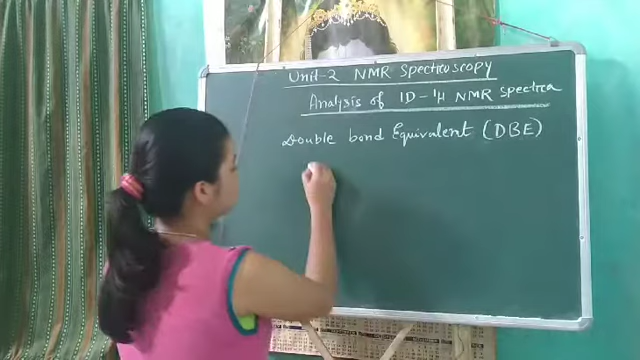 Unit-2 NMR Spectroscopy
Analysis of 1D-¹H NMR Spectra
Double bond Equivalent (DBE)